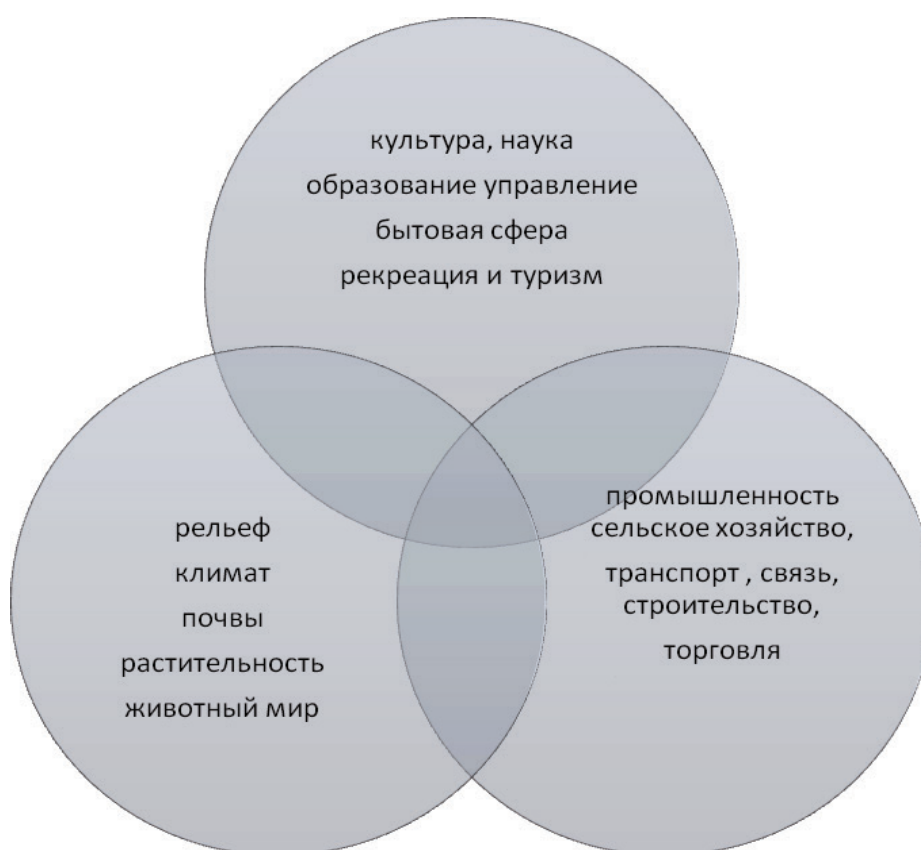 культура, наука
образование управление
бытовая сфера
рекреация и туризм
рельеф
климат
почвы
растительность
животный мир
промышленность
сельское хозяйство,
транспорт , связь,
строительство,
торговля